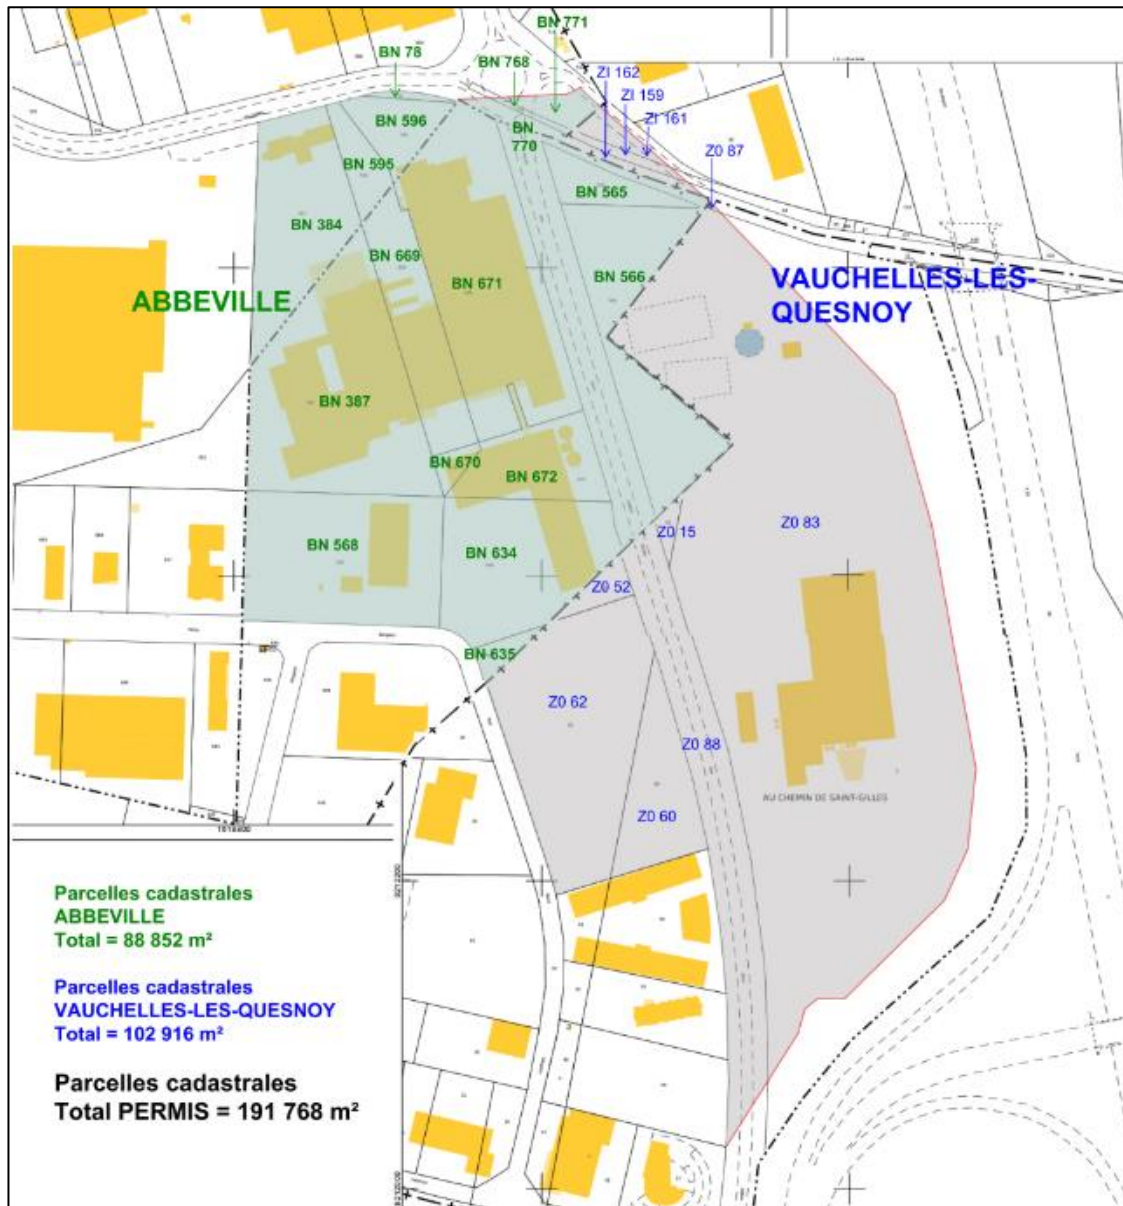 BN 771
BN 78
BN 768
ZI 162
ZI 159
BN 596
ZI 161
BN
770
Z0 87
BN 595
BN 565
BN 384
BN 669
BN 671
BN 566
ABBEVILLE
VAUCHELLES-LES-
QUESNOY
BN 387
BN 670
BN 672
Z0 15
Z0 83
BN 568
BN 634
Z0 52
BN 635
Z0 62
Z0 88
AU CHEMIN DE SAINT-GILLES
Z0 60
Parcelles cadastrales
ABBEVILLE
Total = 88 852 m²
Parcelles cadastrales
VAUCHELLES-LES-QUESNOY
Total = 102 916 m²
Parcelles cadastrales
Total PERMIS = 191 768 m²